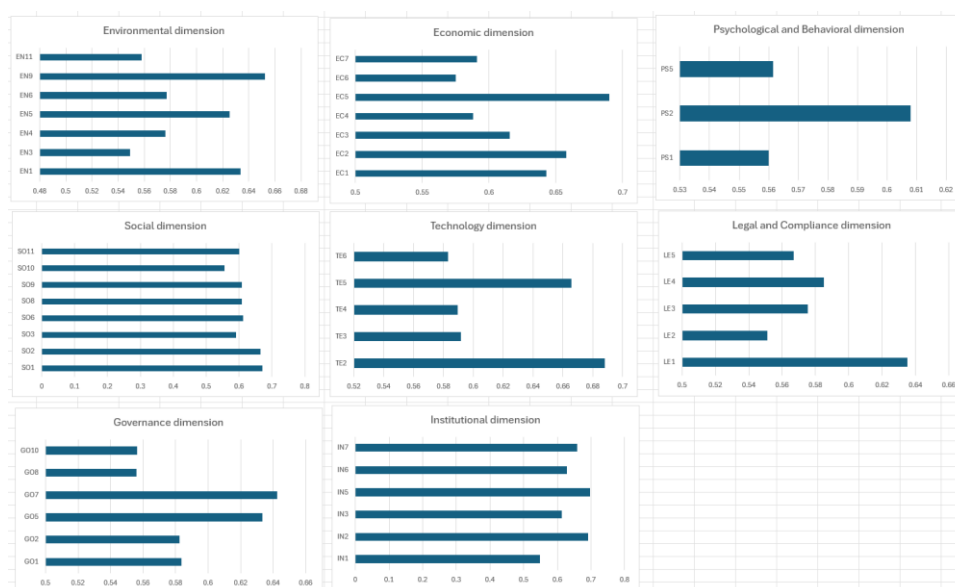 Environmental dimension
EN11
EN9
EN6
EN5
EN4
EN3
EN1
0.48 0.5 0.52 0.54 0.56 0.58 0.6 0.62 0.64 0.66 0.68
Economic dimension
EC7
EC6
EC5
EC4
EC3
EC2
EC1
0.5 0.55 0.6 0.65 0.7
Psychological and Behavioral dimension
PS5
PS2
PS1
0.53 0.54 0.55 0.56 0.57 0.58 0.59 0.6 0.61 0.62
Social dimension
SO11
SO10
SO9
SO8
SO6
SO3
SO2
SO1
0 0.1 0.2 0.3 0.4 0.5 0.6 0.7 0.8
Technology dimension
TE6
TE5
TE4
TE3
TE2
0.52 0.54 0.56 0.58 0.6 0.62 0.64 0.66 0.68 0.7
Legal and Compliance dimension
LE5
LE4
LE3
LE2
LE1
0.5 0.52 0.54 0.56 0.58 0.6 0.62 0.64 0.66
Governance dimension
GO10
GO8
GO7
GO5
GO2
GO1
0.5 0.52 0.54 0.56 0.58 0.6 0.62 0.64 0.66
Institutional dimension
IN7
IN6
IN5
IN3
IN2
IN1
0 0.1 0.2 0.3 0.4 0.5 0.6 0.7 0.8